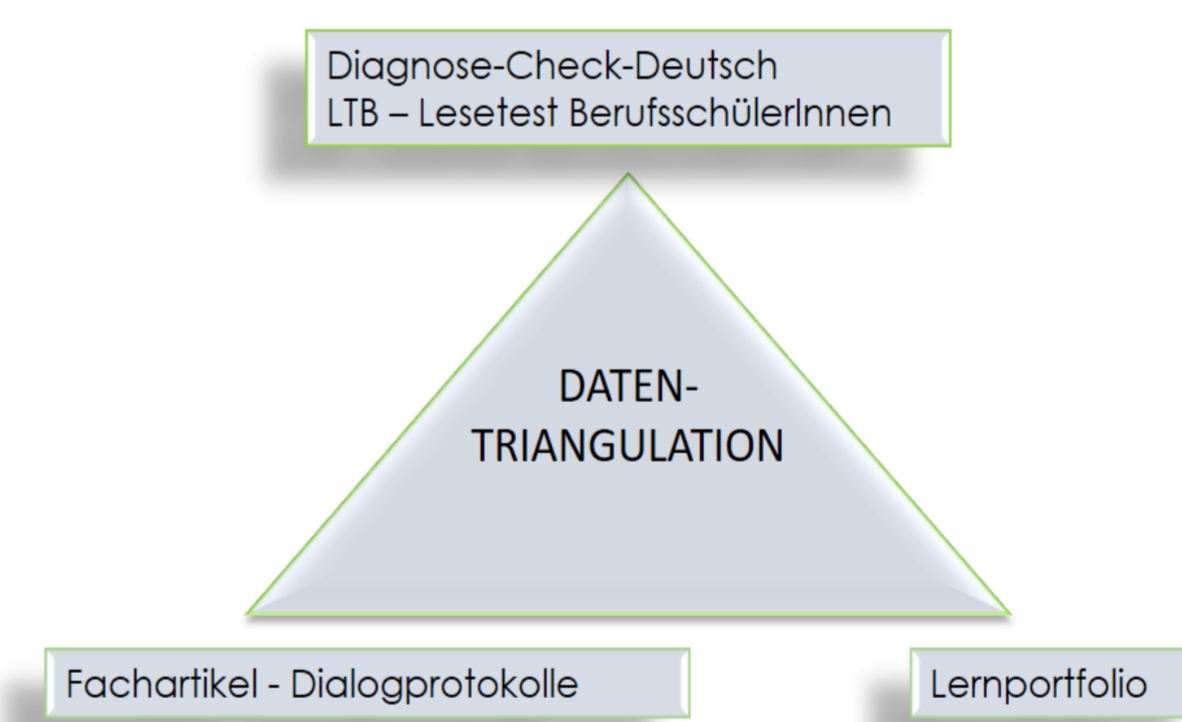 Diagnose-Check-Deutsch
LTB – Lesetest BerufsschülerInnen
DATEN-
TRIANGULATION
Fachartikel - Dialogprotokolle
Lernportfolio